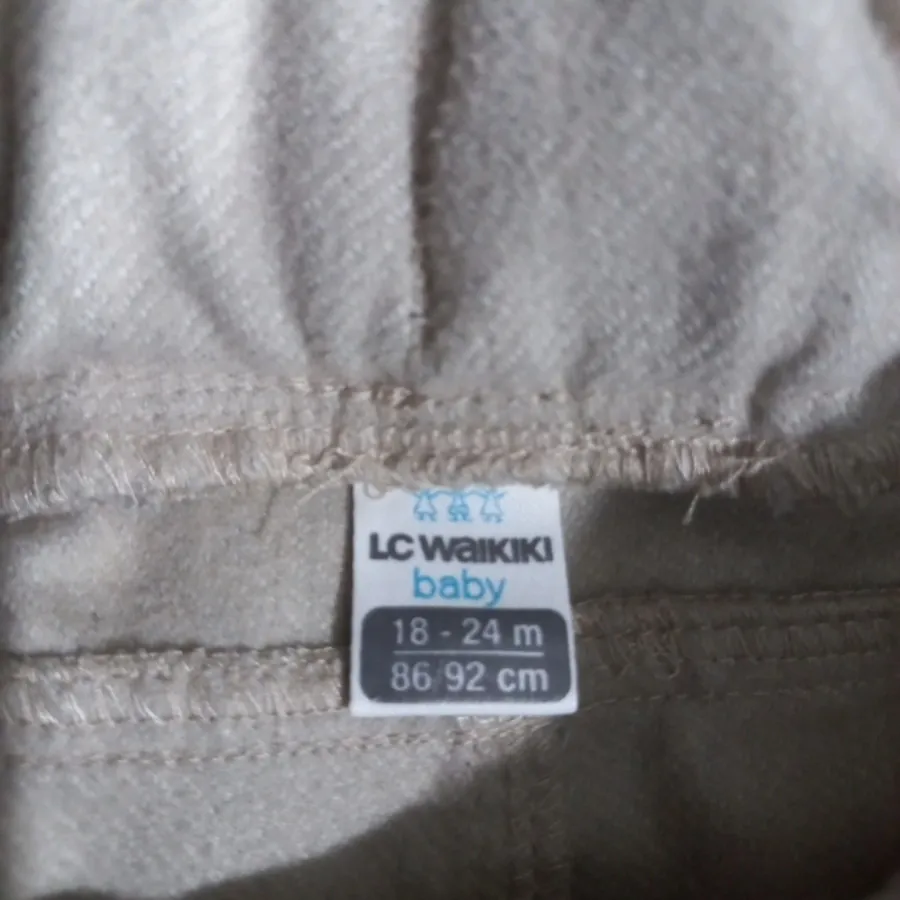 LC WAIKIKI
baby
18 - 24 m
86/92 cm